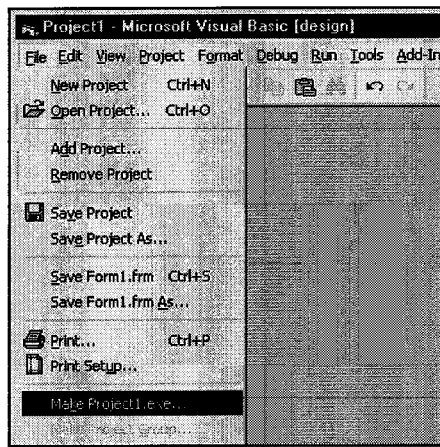 Project1 - Microsoft Visual Basic [design]
File Edit View Project Format Debug Run Tools Add-In
New Project Ctrl+N
Open Project... Ctrl+O
Add Project...
Remove Project
Save Project
Save Project As...
Save Form1.frm Ctrl+S
Save Form1.frm As...
Print... Ctrl+P
Print Setup...
Make Project1.exe...
Project Group...